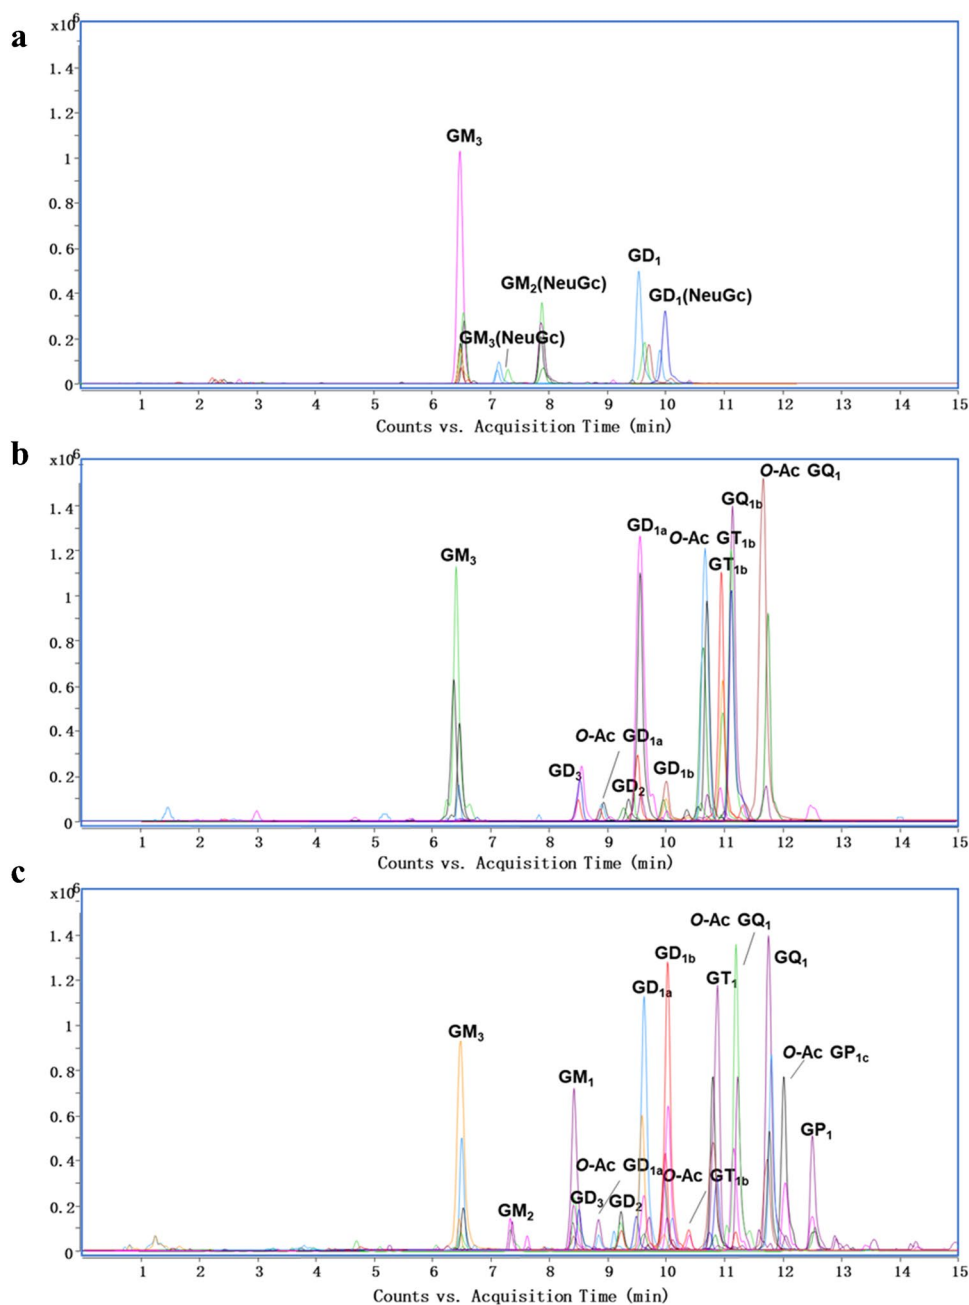 a
x10⁶
1.4
1.2
1
0.8
0.6
0.4
0.2
0
GM₃
GM₃(NeuGc)
GM₂(NeuGc)
GD₁
GD₁(NeuGc)
1 2 3 4 5 6 7 8 9 10 11 12 13 14 15
Counts vs. Acquisition Time (min)
b
x10⁶
1.4
1.2
1
0.8
0.6
0.4
0.2
0
GM₃
GD₃
O-Ac GD₁ₐ
GD₂
GD₁ₐ
GD₁b
O-Ac GT₁b
GT₁b
GQ₁b
O-Ac GQ₁
1 2 3 4 5 6 7 8 9 10 11 12 13 14 15
Counts vs. Acquisition Time (min)
c
x10⁶
1.4
1.2
1
0.8
0.6
0.4
0.2
0
GM₃
GM₂
GM₁
GD₃
O-Ac GD₁ₐ
GD₂
GD₁ₐ
GD₁b
O-Ac GT₁b
GT₁
O-Ac GQ₁
GQ₁
O-Ac GP₁c
GP₁
1 2 3 4 5 6 7 8 9 10 11 12 13 14 15
Counts vs. Acquisition Time (min)